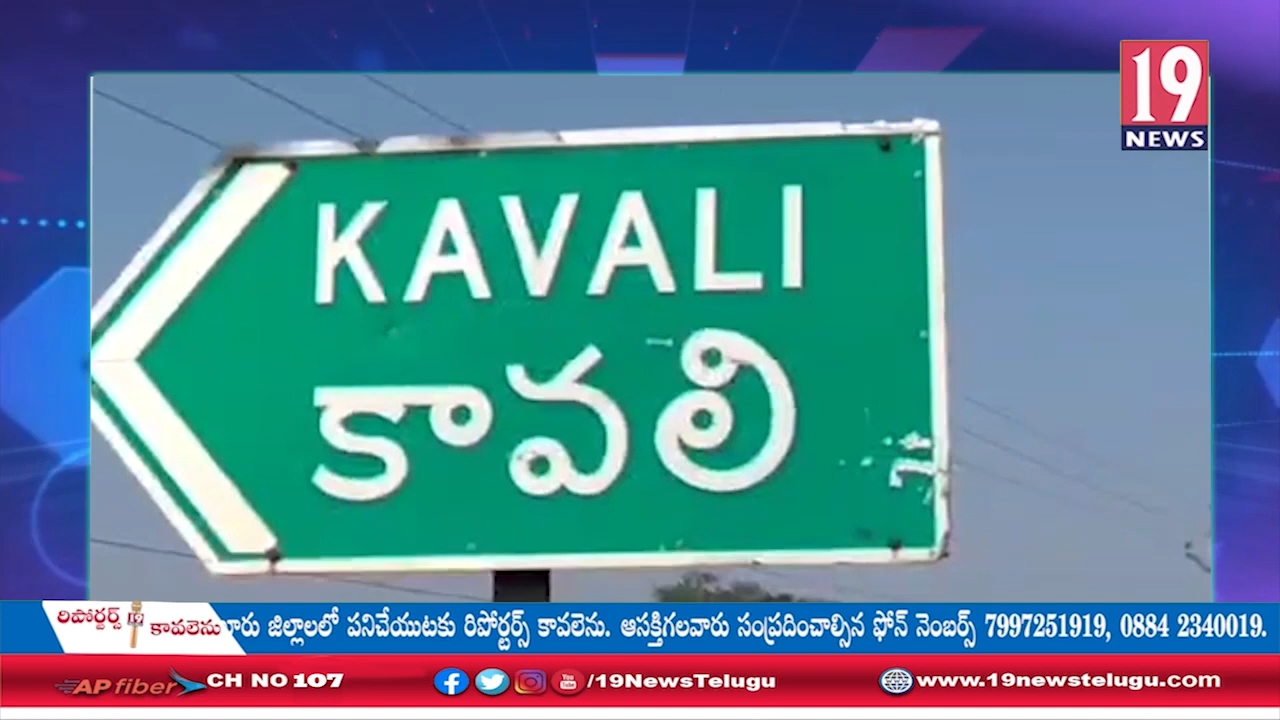 19
NEWS
KAVALI
కావలి
రిపోర్టర్స్ 19
కావలెను
జిల్లాలలో పనిచేయుటకు రిపోర్టర్స్ కావలెను. ఆసక్తిగలవారు సంప్రదించాల్సిన ఫోన్ నెంబర్స్ 7997251919, 0884 2340019.
AP fiber CH NO 107 /19NewsTelugu www.19newstelugu.com